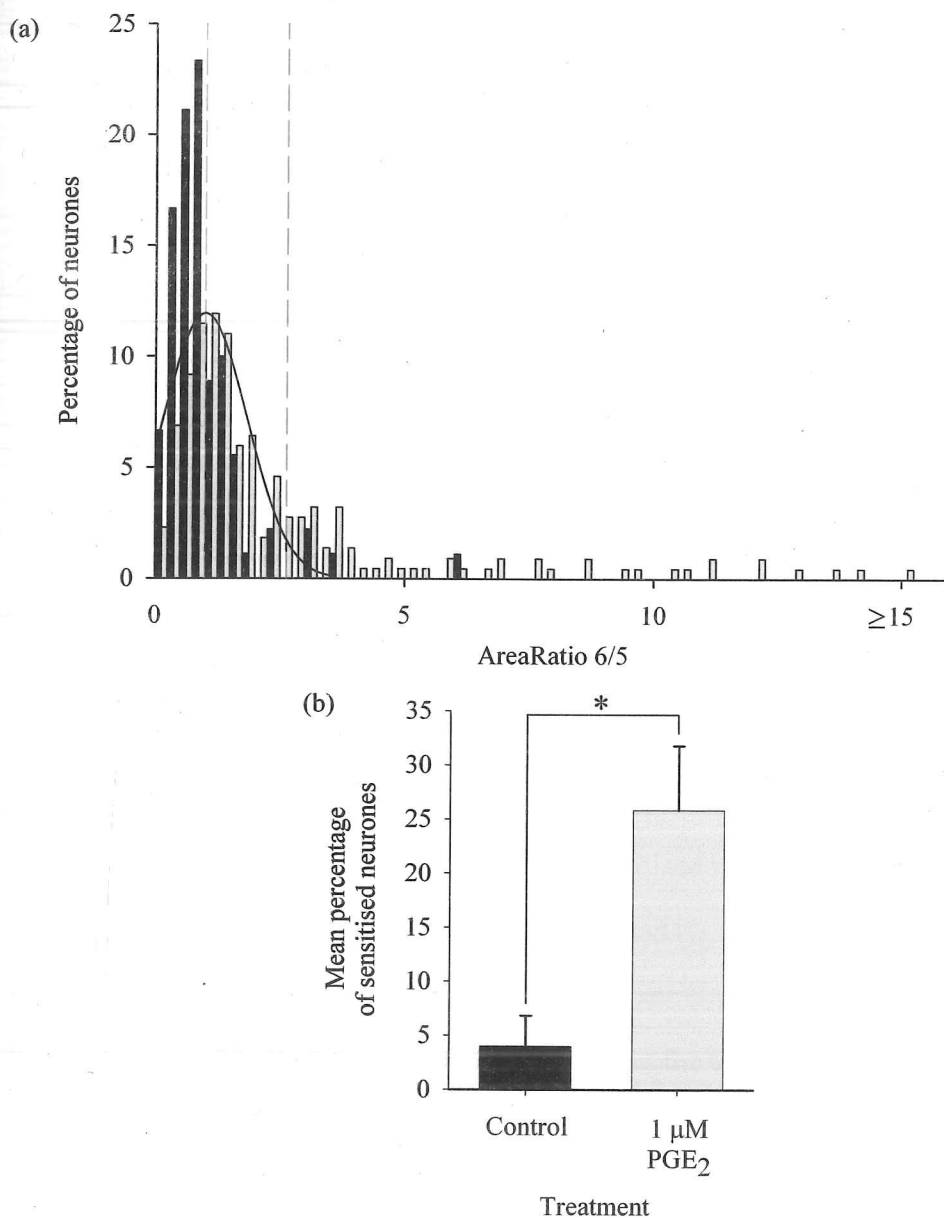 (a)
25
20
15
10
5
0
Percentage of neurones
0 5 10 ≥15
AreaRatio 6/5
(b)
35
30
25
20
15
10
5
0
Mean percentage
of sensitised neurones
*
Control 1 μM
PGE2
Treatment